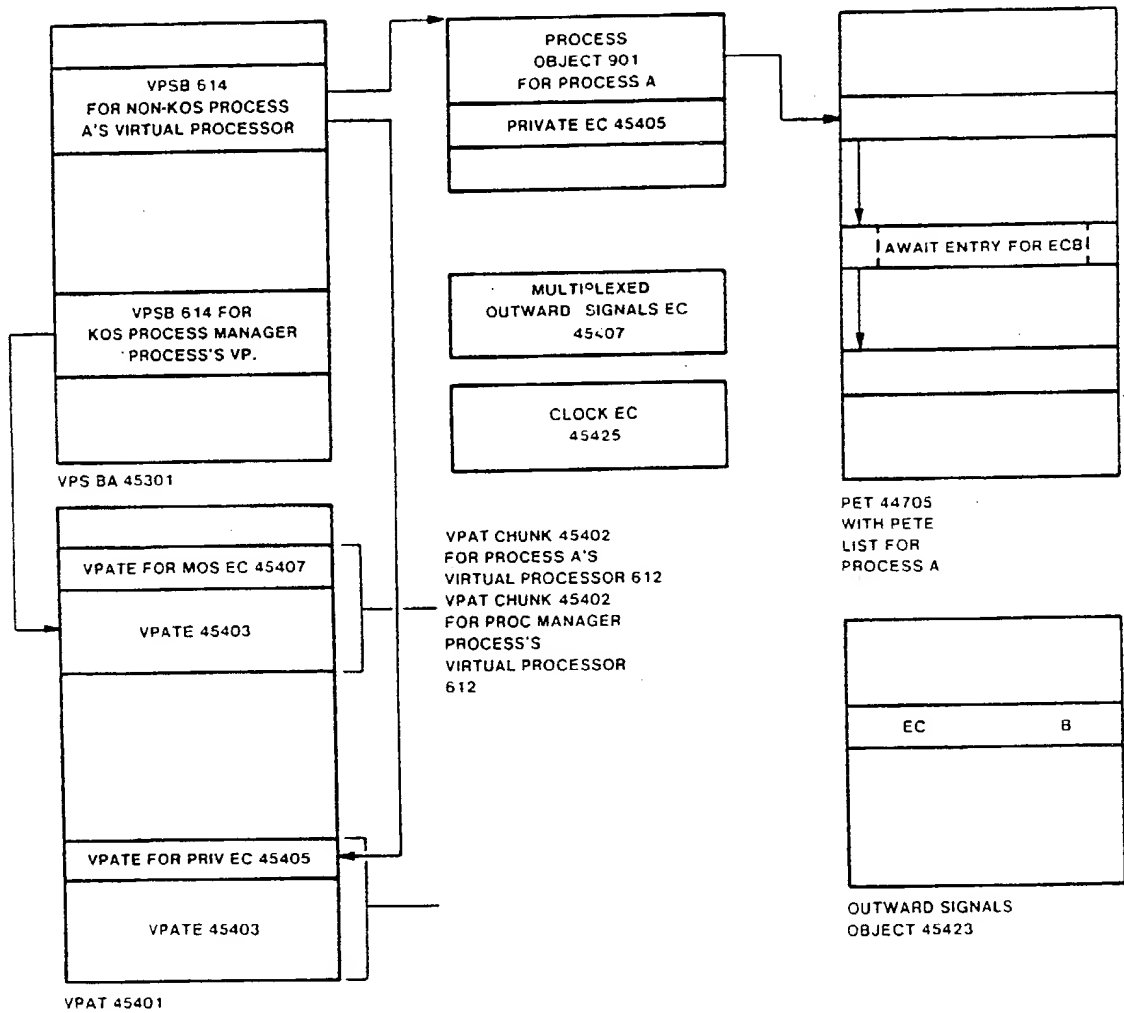 VPSB 614
FOR NON-KOS PROCESS
A'S VIRTUAL PROCESSOR
VPSB 614 FOR
KOS PROCESS MANAGER
PROCESS'S VP.
VPS BA 45301
PROCESS
OBJECT 901
FOR PROCESS A
PRIVATE EC 45405
MULTIPLEXED
OUTWARD SIGNALS EC
45407
CLOCK EC
45425
AWAIT ENTRY FOR ECB
PET 44705
WITH PETE
LIST FOR
PROCESS A
VPATE FOR MOS EC 45407
VPATE 45403
VPATE FOR PRIV EC 45405
VPATE 45403
VPAT 45401
VPAT CHUNK 45402
FOR PROCESS A'S
VIRTUAL PROCESSOR 612
VPAT CHUNK 45402
FOR PROC MANAGER
PROCESS'S
VIRTUAL PROCESSOR
612
EC B
OUTWARD SIGNALS
OBJECT 45423